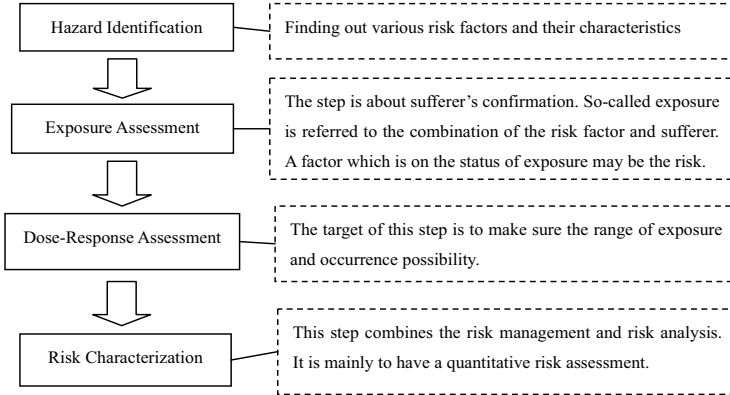 Hazard Identification
Finding out various risk factors and their characteristics
Exposure Assessment
The step is about sufferer’s confirmation. So-called exposure
is referred to the combination of the risk factor and sufferer.
A factor which is on the status of exposure may be the risk.
Dose-Response Assessment
The target of this step is to make sure the range of exposure
and occurrence possibility.
Risk Characterization
This step combines the risk management and risk analysis.
It is mainly to have a quantitative risk assessment.